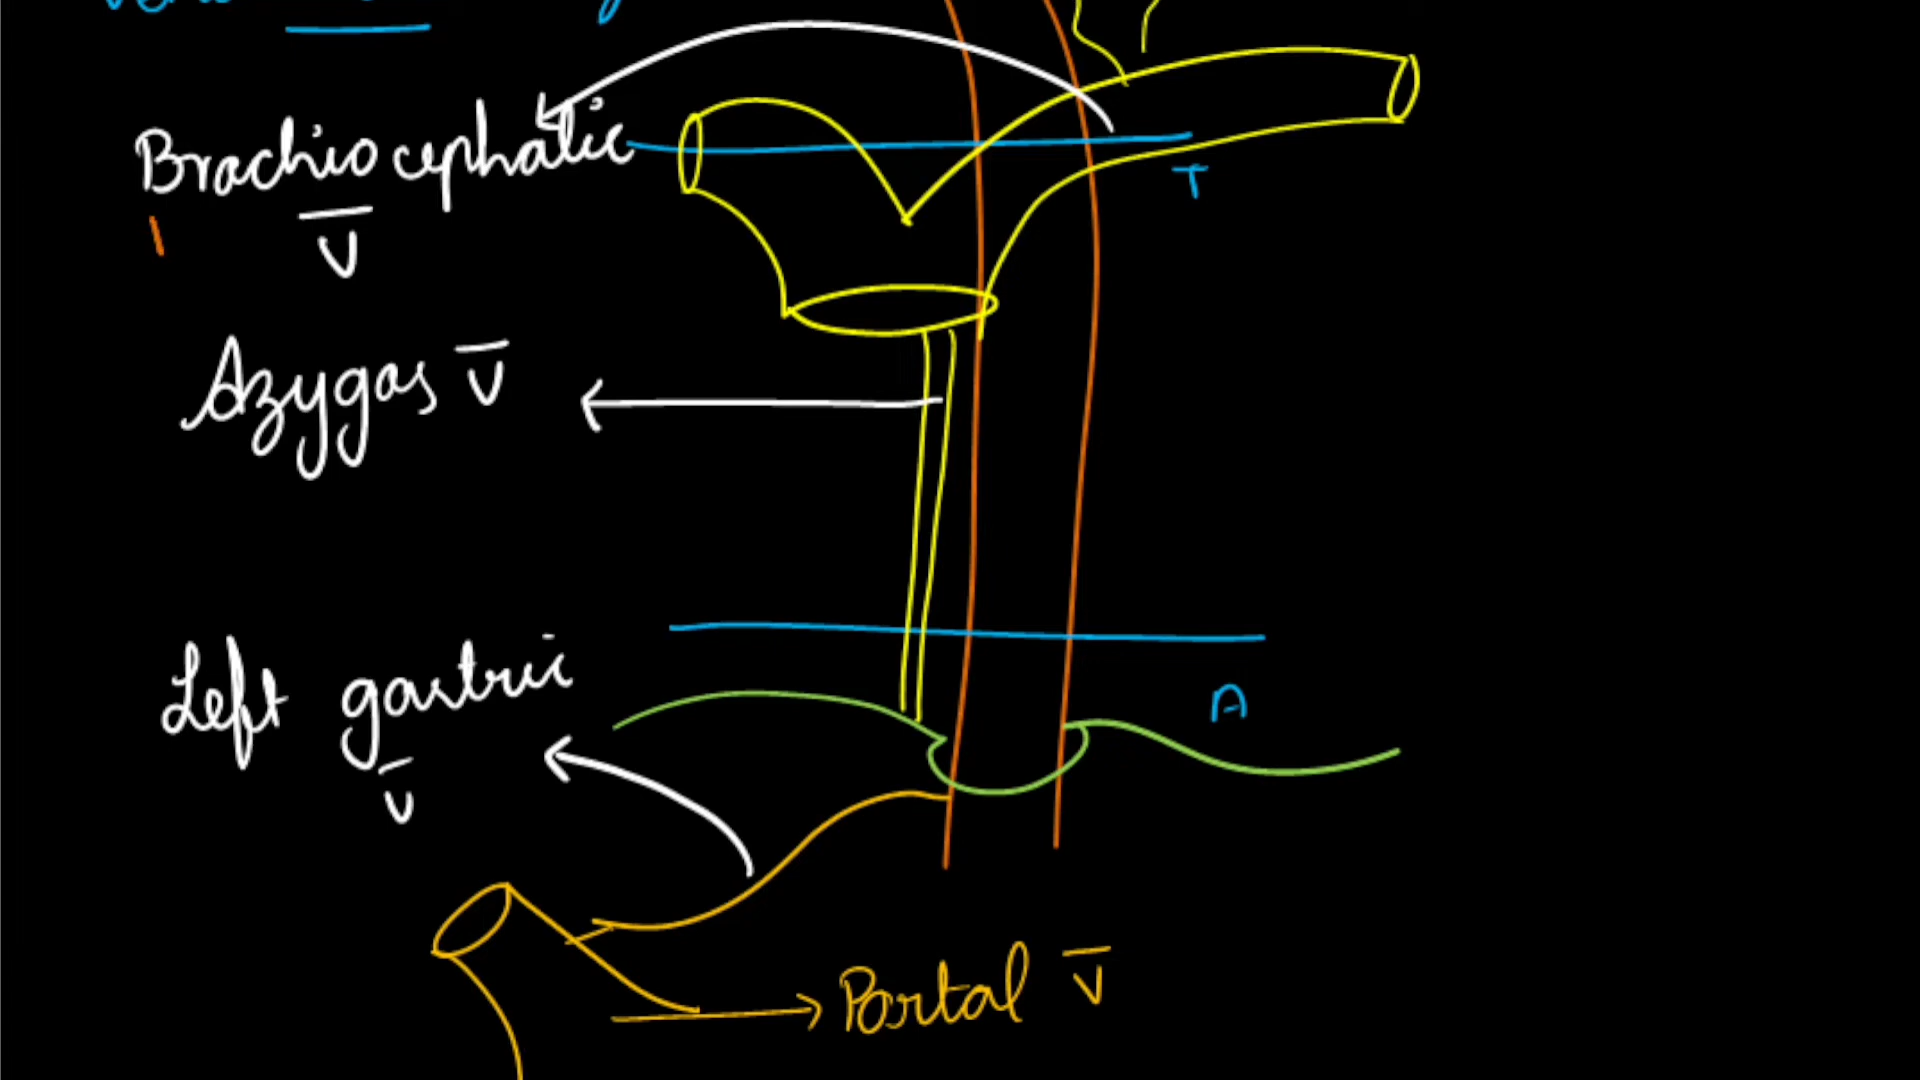 Brachiocephalic
V̅
T
Azygas V̅
Left gastric
V̅
A
Portal V̅